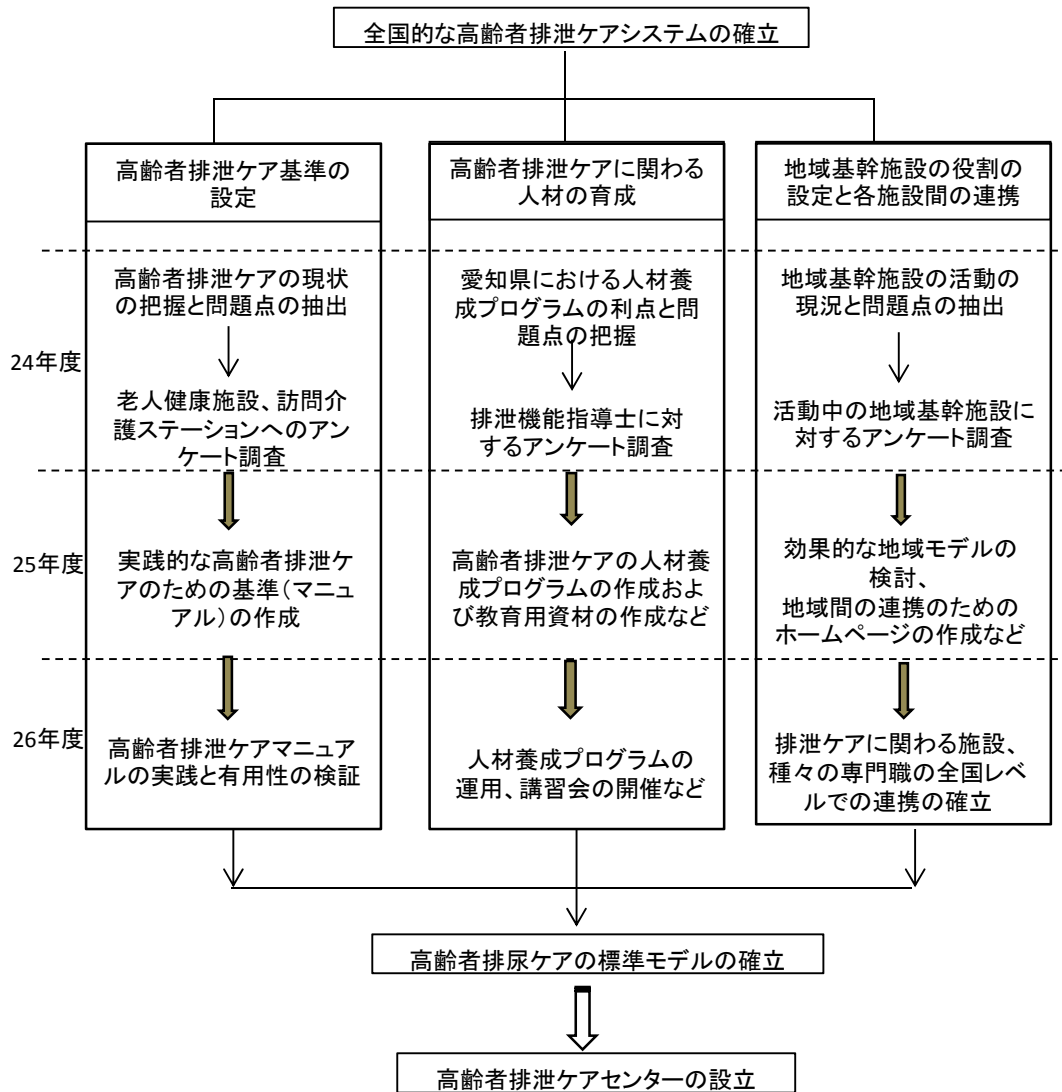 全国的な高齢者排泄ケアシステムの確立
高齢者排泄ケア基準の
設定
高齢者排泄ケアに関わる
人材の育成
地域基幹施設の役割の
設定と各施設間の連携
24年度
高齢者排泄ケアの現状
の把握と問題点の抽出
老人健康施設、訪問介
護ステーションへのアン
ケート調査
愛知県における人材養
成プログラムの利点と問
題点の把握
排泄機能指導士に対
するアンケート調査
地域基幹施設の活動の
現況と問題点の抽出
活動中の地域基幹施設に
対するアンケート調査
25年度
実践的な高齢者排泄ケ
アのための基準(マニュ
アル)の作成
高齢者排泄ケアの人材養
成プログラムの作成およ
び教育用資材の作成など
効果的な地域モデルの
検討、
地域間の連携のための
ホームページの作成など
26年度
高齢者排泄ケアマニュア
ルの実践と有用性の検証
人材養成プログラムの
運用、講習会の開催など
排泄ケアに関わる施設、
種々の専門職の全国レベ
ルでの連携の確立
高齢者排尿ケアの標準モデルの確立
高齢者排泄ケアセンターの設立